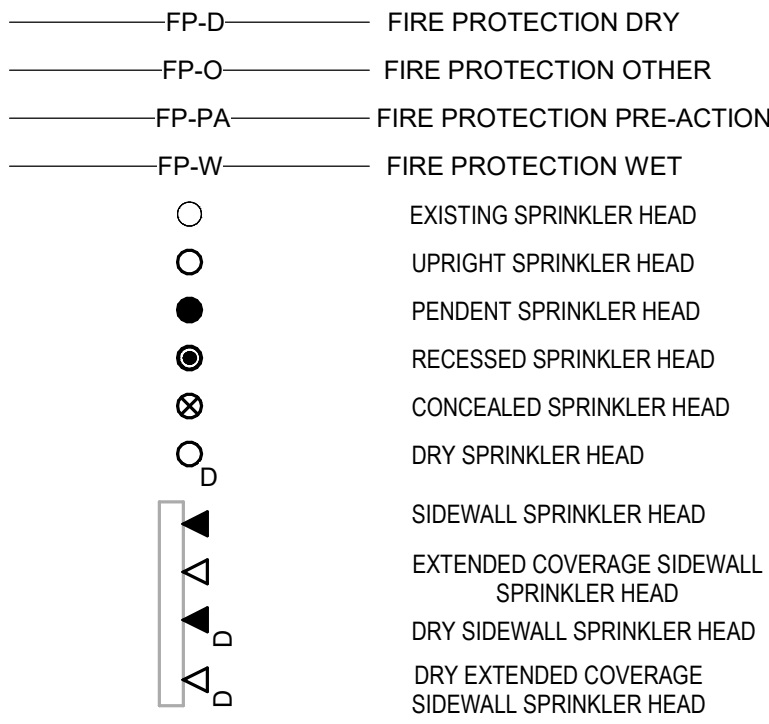 FP-D FIRE PROTECTION DRY
FP-O FIRE PROTECTION OTHER
FP-PA FIRE PROTECTION PRE-ACTION
FP-W FIRE PROTECTION WET
EXISTING SPRINKLER HEAD
UPRIGHT SPRINKLER HEAD
PENDENT SPRINKLER HEAD
RECESSED SPRINKLER HEAD
CONCEALED SPRINKLER HEAD
D DRY SPRINKLER HEAD
SIDEWALL SPRINKLER HEAD
EXTENDED COVERAGE SIDEWALL
SPRINKLER HEAD
D DRY SIDEWALL SPRINKLER HEAD
DRY EXTENDED COVERAGE
D SIDEWALL SPRINKLER HEAD